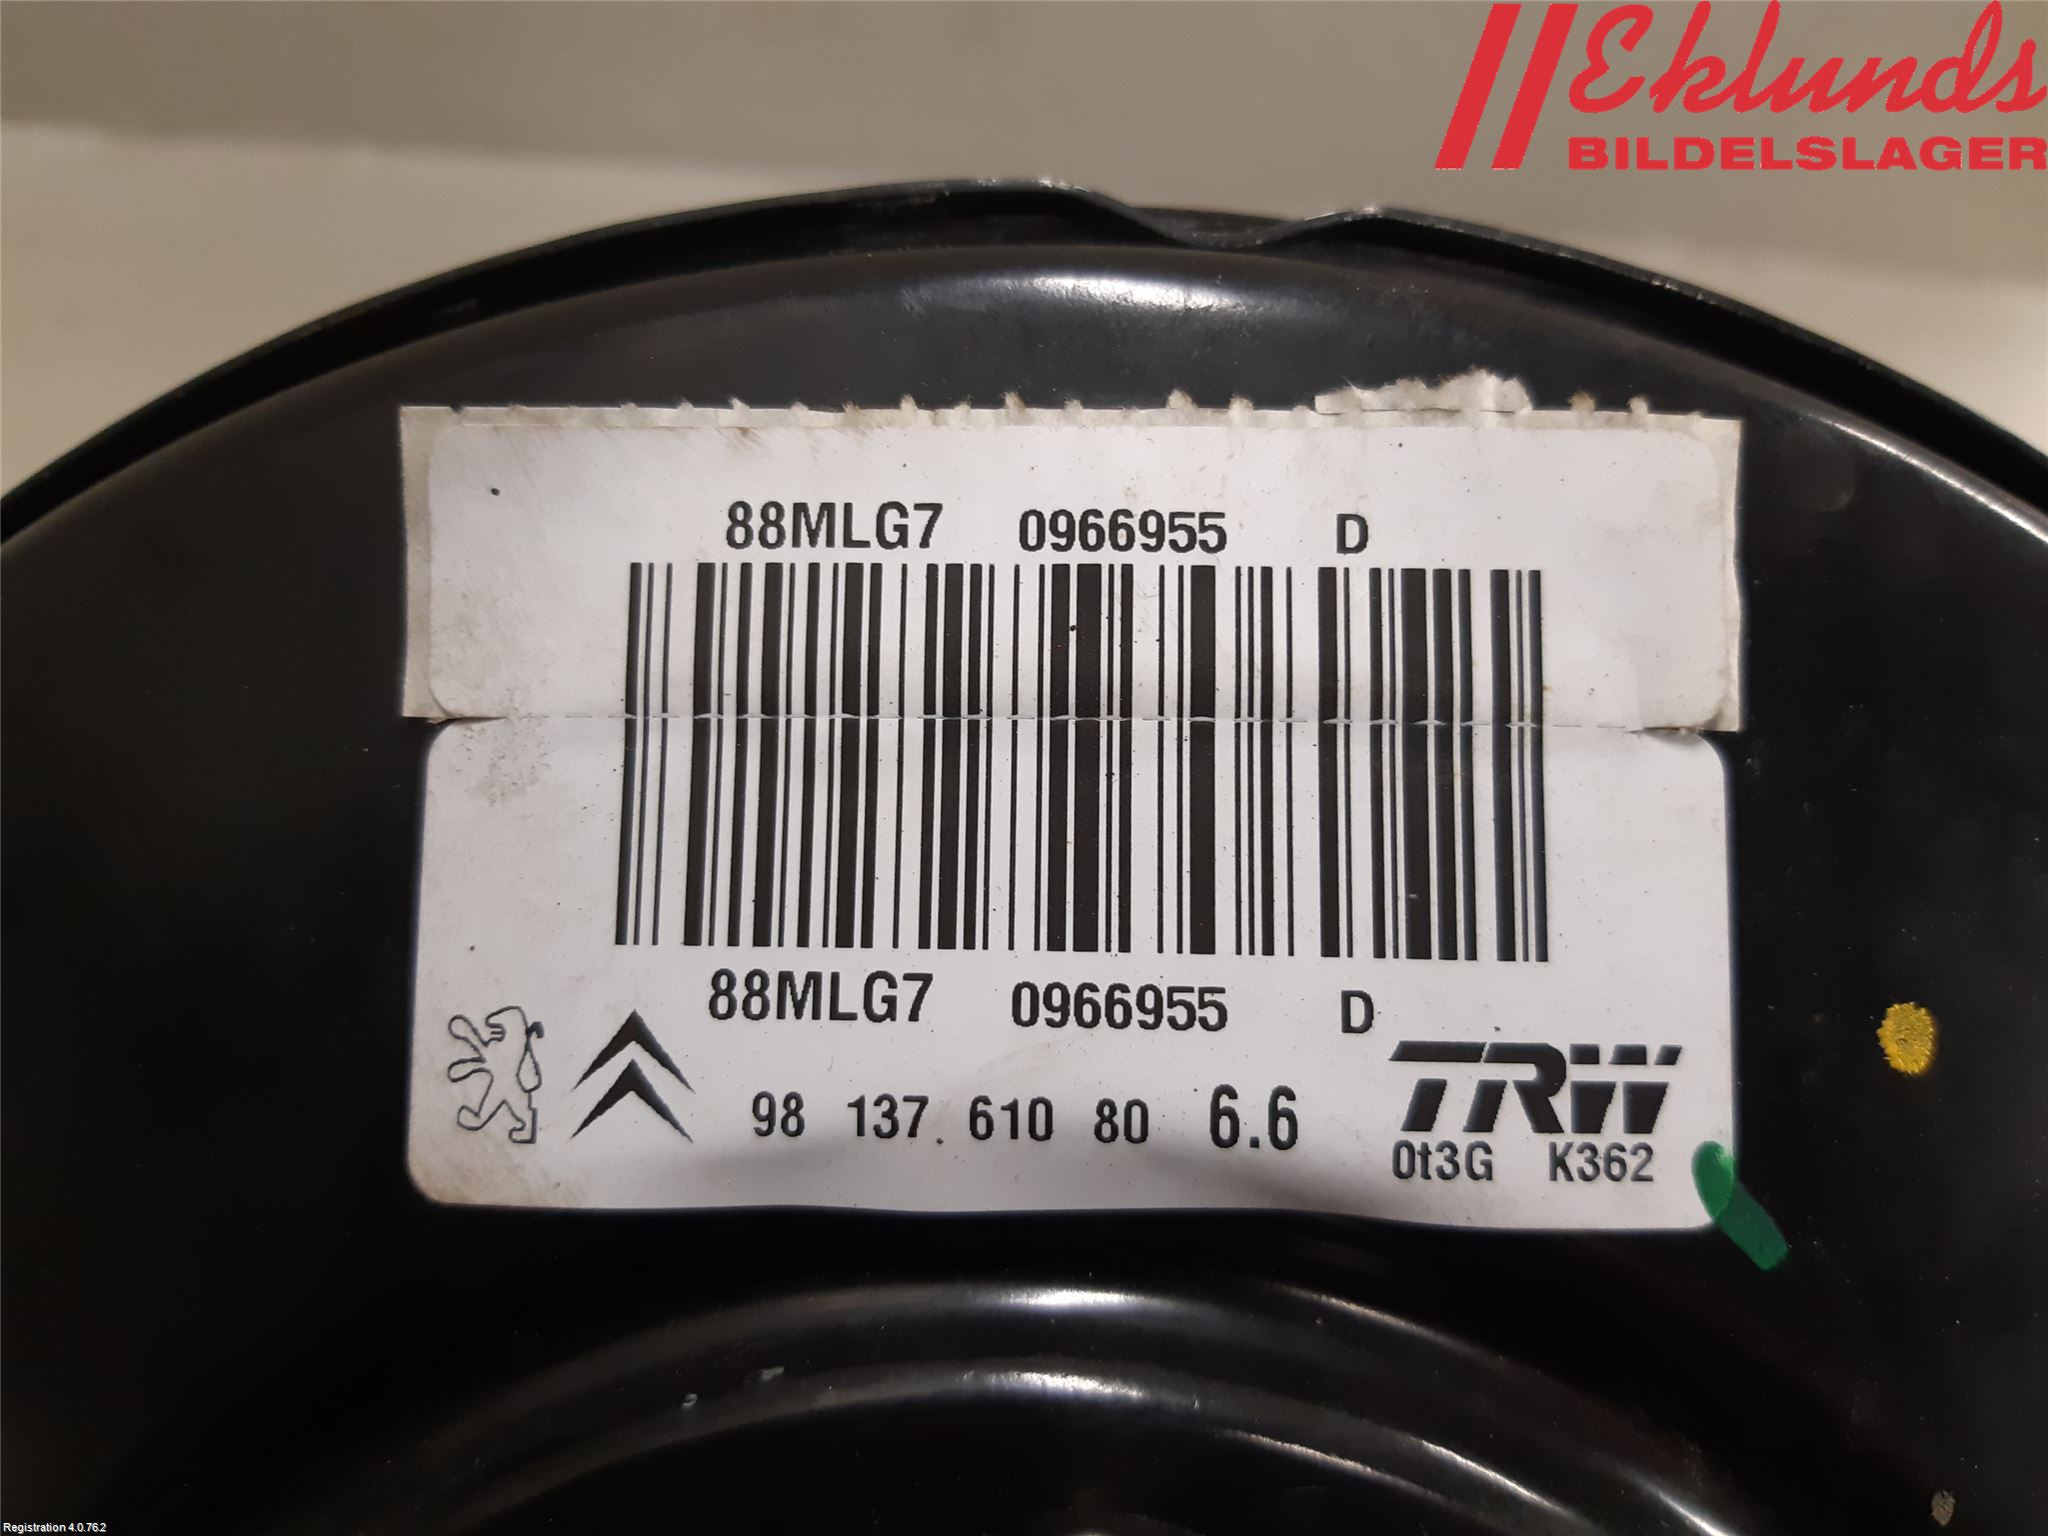 Eklunds
BILDELSLAGER
88MLG7 0966955 D
88MLG7 0966955 D
98 137. 610 80 6.6
TRW
0t3G K362
Registration 4.0.76.2